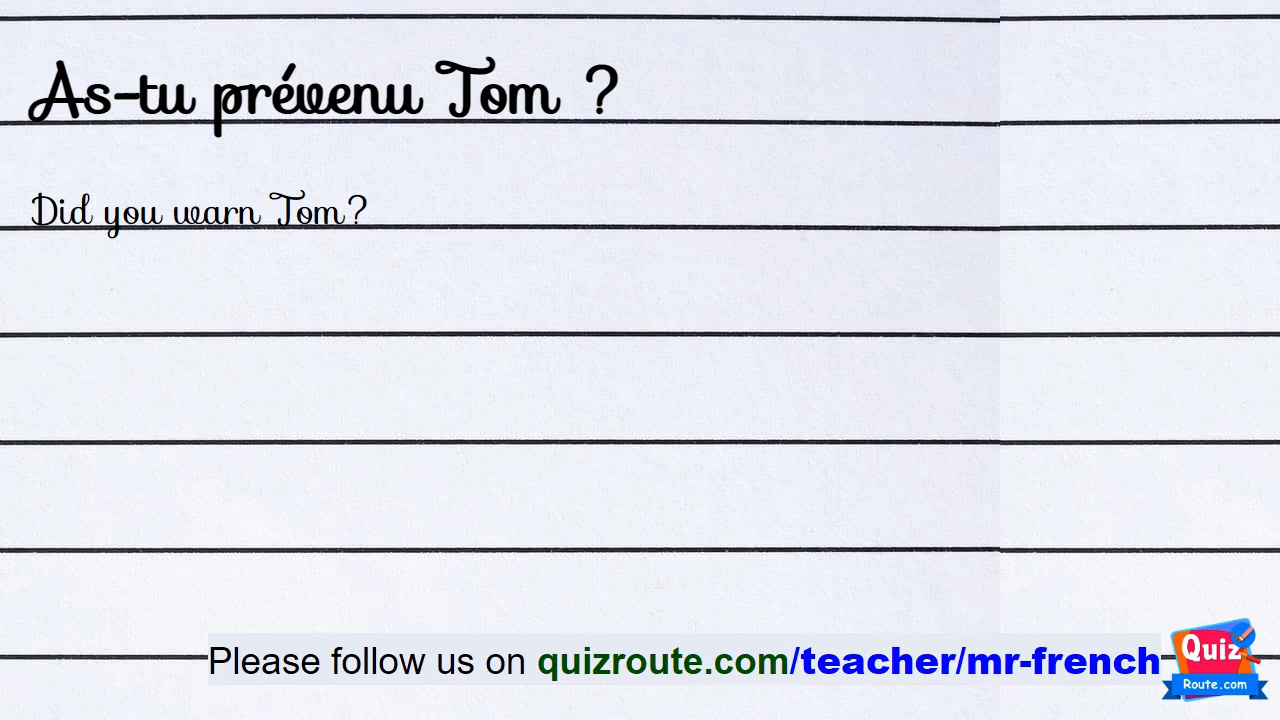 As-tu prévenu Tom ?
Did you warn Tom?
Please follow us on quizroute.com/teacher/mr-french
Quiz
Route.com